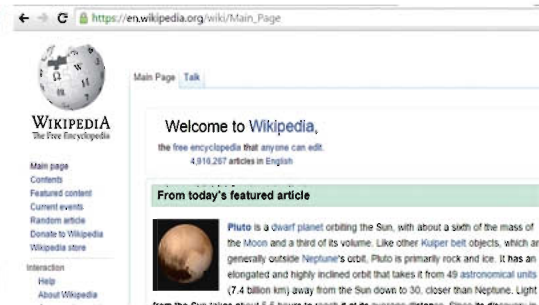 https://en.wikipedia.org/wiki/Main_Page
Main Page Talk
WIKIPEDIA
The Free Encyclopedia
Main page
Contents
Featured content
Current events
Random article
Donate to Wikipedia
Wikipedia store
Interaction
Help
About Wikipedia
Welcome to Wikipedia,
the free encyclopedia that anyone can edit.
4,916,267 articles in English
From today's featured article
Pluto is a dwarf planet orbiting the Sun, with about a sixth of the mass of
the Moon and a third of its volume. Like other Kuiper belt objects, which ar
generally outside Neptune's orbit, Pluto is primarily rock and ice. It has an
elongated and highly inclined orbit that takes it from 49 astronomical units
(7.4 billion km) away from the Sun down to 30, closer than Neptune. Light